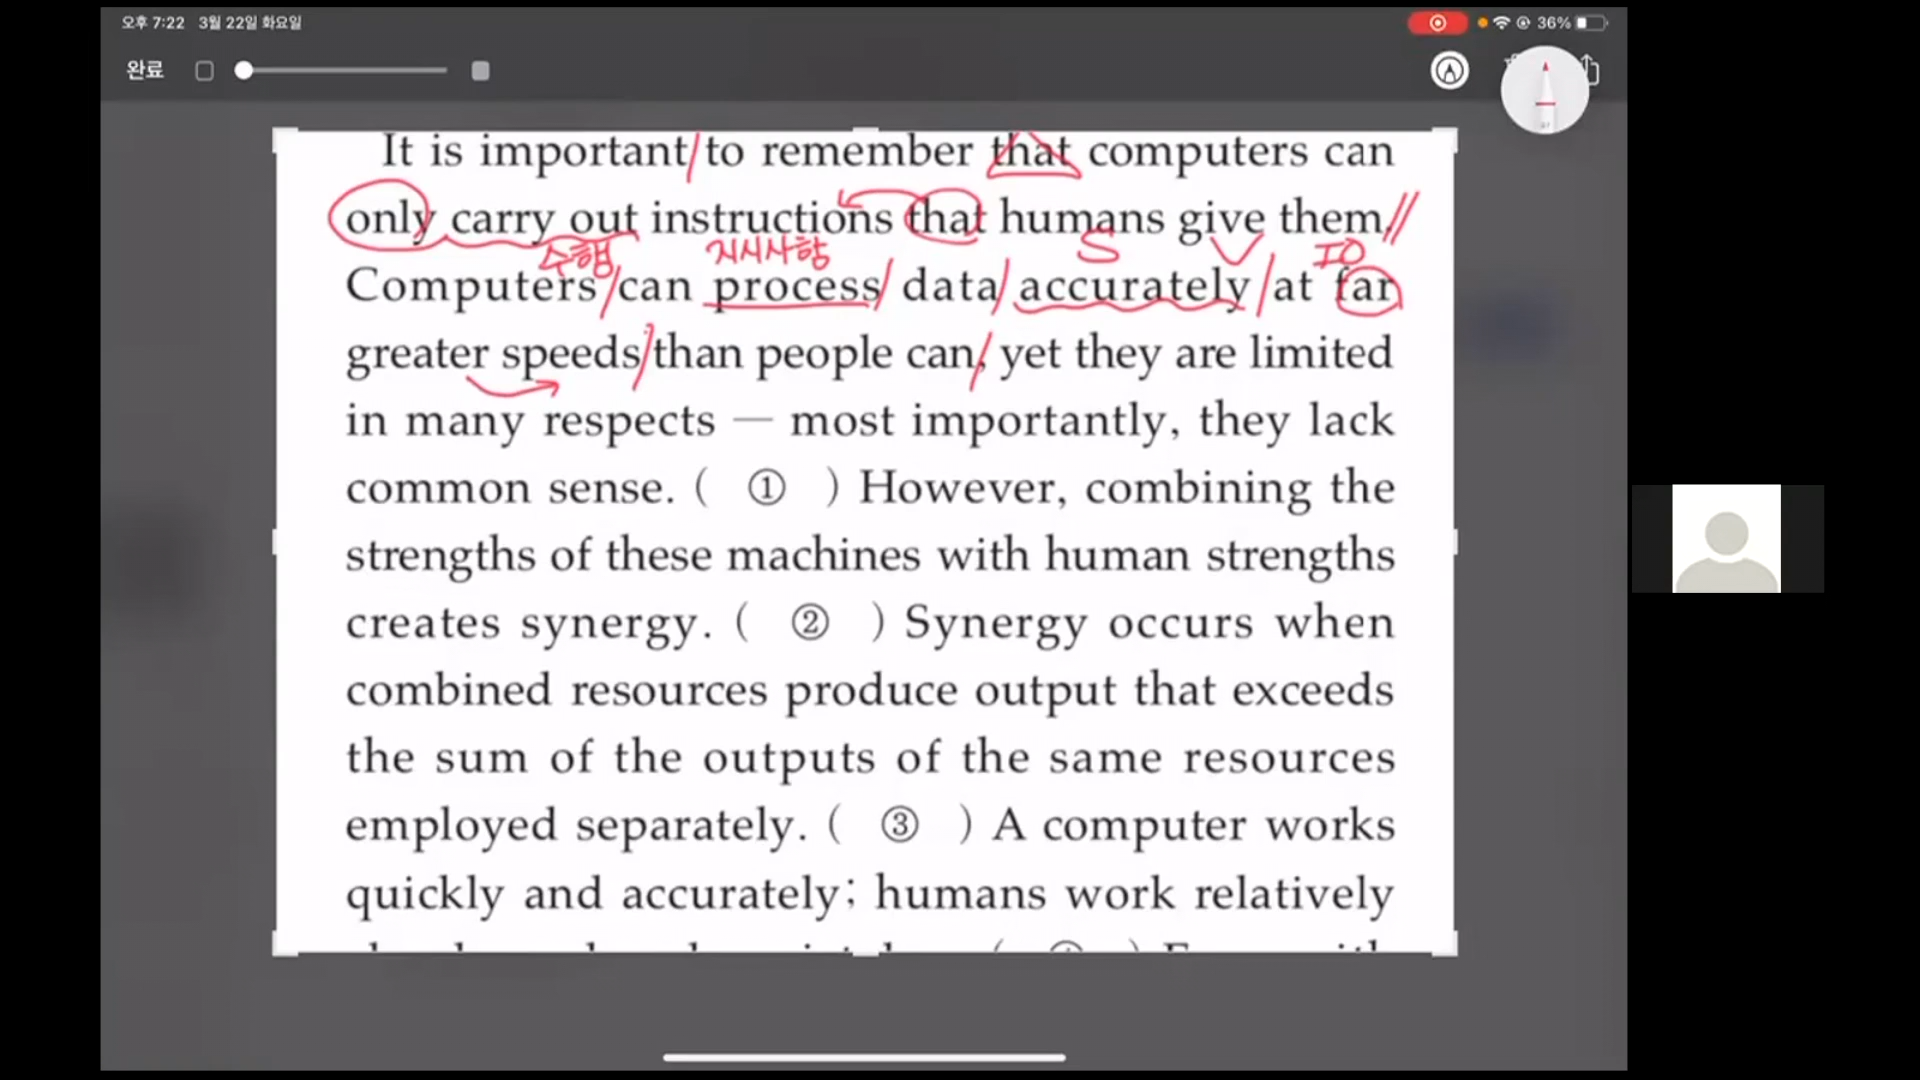 오후 7:22 3월 22일 화요일
36%
완료
It is important to remember that computers can
only carry out instructions that humans give them.
수행 지시사항 S V IO
Computers can process data accurately at far
greater speeds than people can, yet they are limited
in many respects — most importantly, they lack
common sense. ( ① ) However, combining the
strengths of these machines with human strengths
creates synergy. ( ② ) Synergy occurs when
combined resources produce output that exceeds
the sum of the outputs of the same resources
employed separately. ( ③ ) A computer works
quickly and accurately; humans work relatively